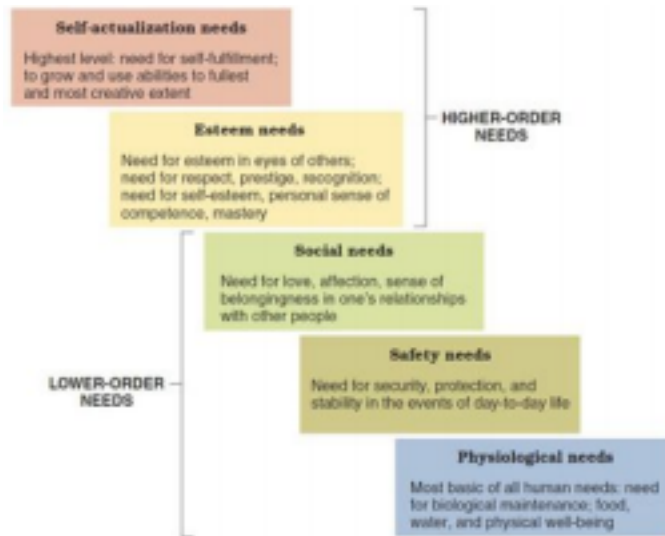 Self-actualization needs
Highest level: need for self-fulfillment;
to grow and use abilities to fullest
and most creative extent
HIGHER-ORDER
NEEDS
Esteem needs
Need for esteem in eyes of others;
need for respect, prestige, recognition;
need for self-esteem, personal sense of
competence, mastery
Social needs
Need for love, affection, sense of
belongingness in one's relationships
with other people
Safety needs
Need for security, protection, and
stability in the events of day-to-day life
LOWER-ORDER
NEEDS
Physiological needs
Most basic of all human needs: need
for biological maintenance; food,
water, and physical well-being